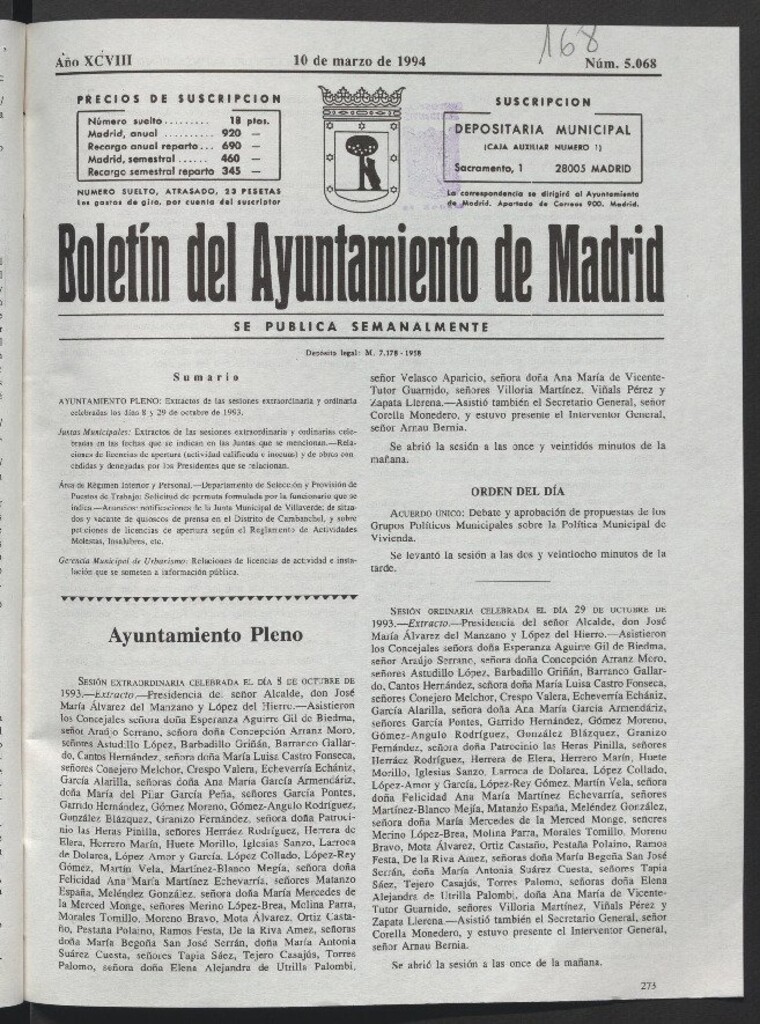 168
Año XCVIII
10 de marzo de 1994
Núm. 5.068
PRECIOS DE SUSCRIPCION
Número suelto ......... 18 ptas.
Madrid, anual .......... 920 —
Recargo anual reparto ... 690 —
Madrid, semestral ...... 460 —
Recargo semestral reparto 345 —
NUMERO SUELTO, ATRASADO, 23 PESETAS
Los gastos de giro, por cuenta del suscriptor
SUSCRIPCION
DEPOSITARIA MUNICIPAL
(CAJA AUXILIAR NUMERO 1)
Sacramento, 1 28005 MADRID
La correspondencia se dirigirá al Ayuntamiento
de Madrid. Apartado de Correos 900. Madrid.
Boletín del Ayuntamiento de Madrid
SE PUBLICA SEMANALMENTE
Depósito legal: M. 7.178 - 1958
Sumario
AYUNTAMIENTO PLENO: Extractos de las sesiones extraordinaria y ordinaria
celebradas los días 8 y 29 de octubre de 1993.
Juntas Municipales: Extractos de las sesiones extraordinaria y ordinarias cele-
bradas en las fechas que se indican en las Juntas que se mencionan.—Rela-
ciones de licencias de apertura (actividad calificada e inocua) y de obras con-
cedidas y denegadas por los Presidentes que se relacionan.
Area de Régimen Interior y Personal.—Departamento de Selección y Provisión de
Puestos de Trabajo: Solicitud de permuta formulada por la funcionario que se
indica.—Anuncios: notificaciones de la Junta Municipal de Villaverde; de situa-
dos y vacante de quioscos de prensa en el Distrito de Carabanchel, y sobre
peticiones de licencias de apertura según el Reglamento de Actividades
Molestas, Insalubres, etc.
Gerencia Municipal de Urbanismo: Relaciones de licencias de actividad e insta-
lación que se someten a información pública.
Ayuntamiento Pleno
SESIÓN EXTRAORDINARIA CELEBRADA EL DÍA 8 DE OCTUBRE DE
1993.—Extracto.—Presidencia del señor Alcalde, don José
María Álvarez del Manzano y López del Hierro.—Asistieron
los Concejales señora doña Esperanza Aguirre Gil de Biedma,
señor Araújo Serrano, señora doña Concepción Arranz Moro,
señores Astudillo López, Barbadillo Griñán, Barranco Gallar-
do, Cantos Hernández, señora doña María Luisa Castro Fonseca,
señores Conejero Melchor, Crespo Valera, Echeverría Echániz,
García Alarilla, señoras doña Ana María García Armendáriz,
doña María del Pilar García Peña, señores García Pontes,
Garrido Hernández, Gómez Moreno, Gómez-Angulo Rodríguez,
González Blázquez, Granizo Fernández, señora doña Patroci-
nio las Heras Pinilla, señores Herráez Rodríguez, Herrera de
Elera, Herrero Marín, Huete Morillo, Iglesias Sanzo, Larroca
de Dolarea, López Amor y García, López Collado, López-Rey
Gómez, Martín Vela, Martínez-Blanco Megía, señora doña
Felicidad Ana María Martínez Echevarría, señores Matanzo
España, Meléndez González, señora doña María Mercedes de
la Merced Monge, señores Merino López-Brea, Molina Parra,
Morales Tomillo, Moreno Bravo, Mota Álvarez, Ortiz Casta-
ño, Pestaña Polaino, Ramos Festa, De la Riva Amez, señoras
doña María Begoña San José Serrán, doña María Antonia
Suárez Cuesta, señores Tapia Sáez, Tejero Casajús, Torres
Palomo, señora doña Elena Alejandra de Utrilla Palombi,
señor Velasco Aparicio, señora doña Ana María de Vicente-
Tutor Guarnido, señores Villoria Martínez, Viñals Pérez y
Zapata Llerena.—Asistió también el Secretario General, señor
Corella Monedero, y estuvo presente el Interventor General,
señor Arnau Bernia.
Se abrió la sesión a las once y veintidós minutos de la
mañana.
ORDEN DEL DÍA
ACUERDO ÚNICO: Debate y aprobación de propuestas de los
Grupos Políticos Municipales sobre la Política Municipal de
Vivienda.
Se levantó la sesión a las dos y veintiocho minutos de la
tarde.
SESIÓN ORDINARIA CELEBRADA EL DÍA 29 DE OCTUBRE DE
1993.—Extracto.—Presidencia del señor Alcalde, don José
María Álvarez del Manzano y López del Hierro.—Asistieron
los Concejales señora doña Esperanza Aguirre Gil de Biedma,
señor Araújo Serrano, señora doña Concepción Arranz Moro,
señores Astudillo López, Barbadillo Griñán, Barranco Gallar-
do, Cantos Hernández, señora doña María Luisa Castro Fonseca,
señores Conejero Melchor, Crespo Valera, Echeverría Echániz,
García Alarilla, señora doña Ana María García Armendáriz,
señores García Pontes, Garrido Hernández, Gómez Moreno,
Gómez-Angulo Rodríguez, González Blázquez, Granizo
Fernández, señora doña Patrocinio las Heras Pinilla, señores
Herráez Rodríguez, Herrera de Elera, Herrero Marín, Huete
Morillo, Iglesias Sanzo, Larroca de Dolarea, López Collado,
López-Amor y García, López-Rey Gómez, Martín Vela, señora
doña Felicidad Ana María Martínez Echevarría, señores
Martínez-Blanco Mejía, Matanzo España, Meléndez González,
señora doña María Mercedes de la Merced Monge, señores
Merino López-Brea, Molina Parra, Morales Tomillo, Moreno
Bravo, Mota Álvarez, Ortiz Castaño, Pestaña Polaino, Ramos
Festa, De la Riva Amez, señoras doña María Begoña San José
Serrán, doña María Antonia Suárez Cuesta, señores Tapia
Sáez, Tejero Casajús, Torres Palomo, señoras doña Elena
Alejandra de Utrilla Palombi, doña Ana María de Vicente-
Tutor Guarnido, señores Villoria Martínez, Viñals Pérez y
Zapata Llerena.—Asistió también el Secretario General, señor
Corella Monedero, y estuvo presente el Interventor General,
señor Arnau Bernia.
Se abrió la sesión a las once de la mañana.
273